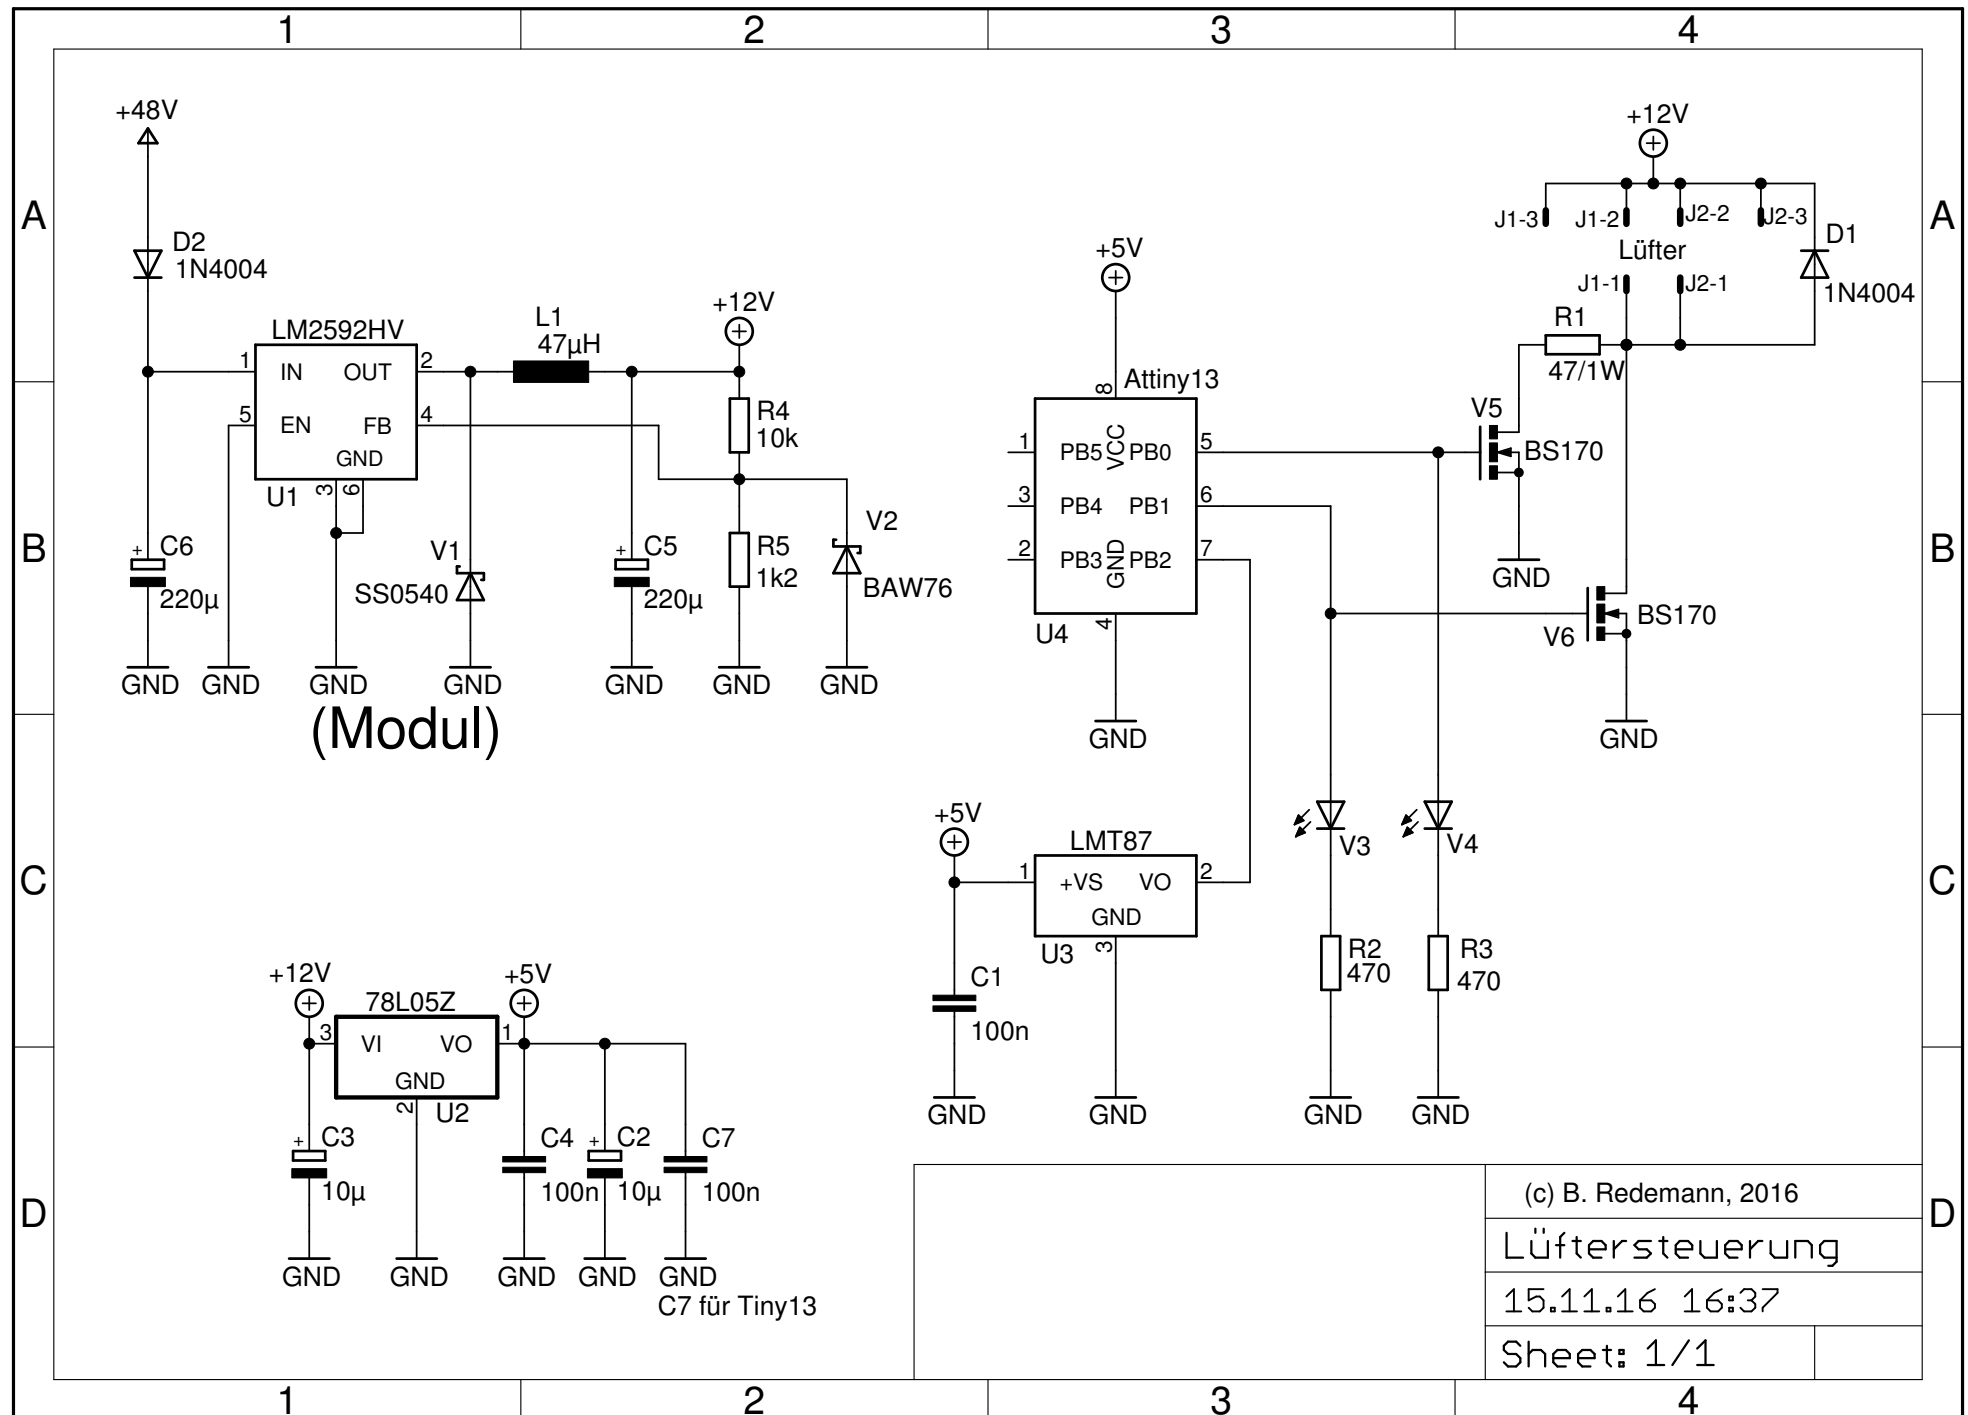 1 2 3 4
A
B
C
D
A
B
C
D
+48V
D2
1N4004
LM2592HV
1 IN OUT 2
5 EN FB 4
GND
U1 3 6
L1
47µH
+12V
R4
10k
R5
1k2
V2
BAW76
+ C6
220µ
V1
SS0540
+ C5
220µ
GND GND GND GND GND GND GND
(Modul)
+5V
8 Attiny13
1 PB5 VCC PB0 5
3 PB4 PB1 6
2 PB3 GND PB2 7
U4 4
GND
+12V
J1-3 J1-2 J2-2 J2-3
Lüfter
J1-1 J2-1
D1
1N4004
R1
47/1W
V5
BS170
GND
BS170
V6
GND
+5V
LMT87
1 +VS VO 2
GND
U3 3
C1
100n
V3 V4
R2
470
R3
470
GND GND GND GND
+12V +5V
78L05Z
3 VI VO 1
GND
2 U2
+ C3
10µ
C4
100n
+ C2
10µ
C7
100n
GND GND GND GND GND
C7 für Tiny13
(c) B. Redemann, 2016
Lüftersteuerung
15.11.16 16:37
Sheet: 1/1
1 2 3 4